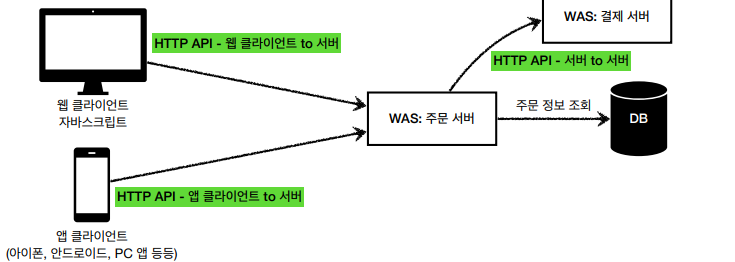 WAS: 결제 서버
HTTP API - 웹 클라이언트 to 서버
HTTP API - 서버 to 서버
웹 클라이언트
자바스크립트
주문 정보 조회
WAS: 주문 서버
DB
HTTP API - 앱 클라이언트 to 서버
앱 클라이언트
(아이폰, 안드로이드, PC 앱 등등)